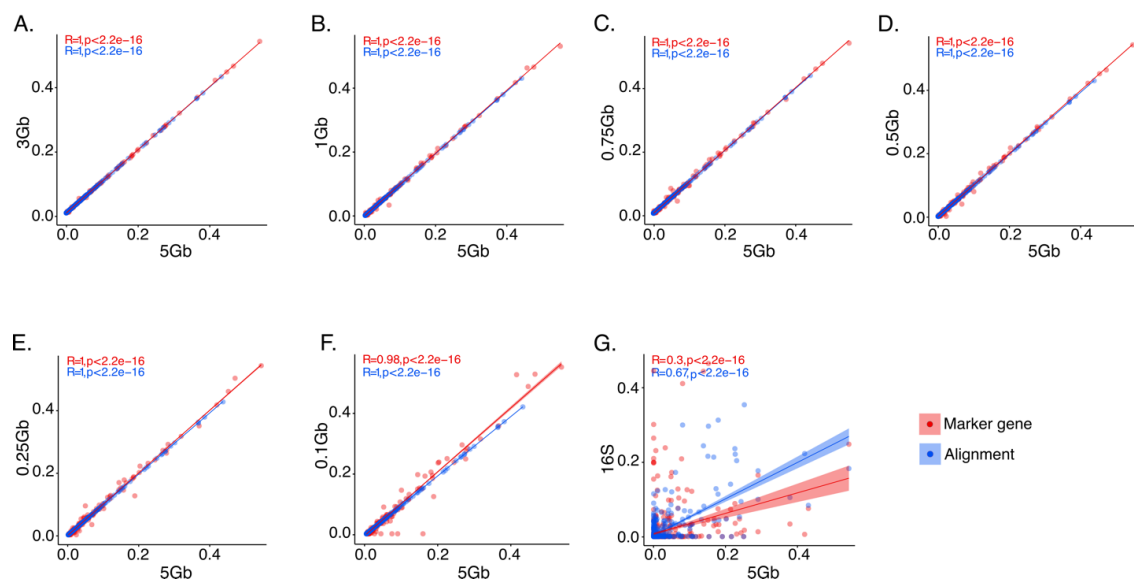 A.
R=1,p<2.2e−16
R=1,p<2.2e−16
3Gb
0.4
0.2
0.0
0.0 0.2 0.4
5Gb
B.
R=1,p<2.2e−16
R=1,p<2.2e−16
1Gb
0.4
0.2
0.0
0.0 0.2 0.4
5Gb
C.
R=1,p<2.2e−16
R=1,p<2.2e−16
0.75Gb
0.4
0.2
0.0
0.0 0.2 0.4
5Gb
D.
R=1,p<2.2e−16
R=1,p<2.2e−16
0.5Gb
0.4
0.2
0.0
0.0 0.2 0.4
5Gb
E.
R=1,p<2.2e−16
R=1,p<2.2e−16
0.25Gb
0.4
0.2
0.0
0.0 0.2 0.4
5Gb
F.
R=0.98,p<2.2e−16
R=1,p<2.2e−16
0.1Gb
0.4
0.2
0.0
0.0 0.2 0.4
5Gb
G.
R=0.3,p<2.2e−16
R=0.67,p<2.2e−16
16S
0.4
0.2
0.0
0.0 0.2 0.4
5Gb
Marker gene
Alignment